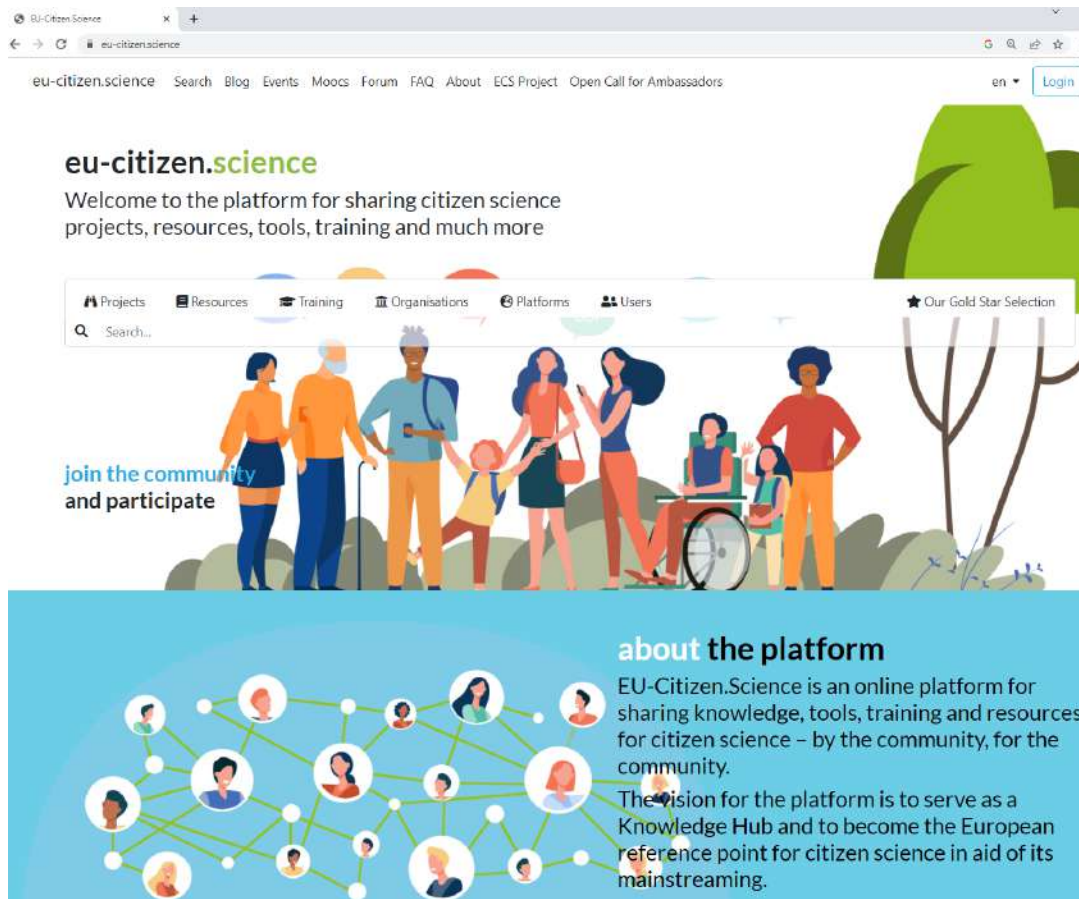 EU-Citizen.Science
eu-citizen.science
eu-citizen.science Search Blog Events Moocs Forum FAQ About ECS Project Open Call for Ambassadors en Login
eu-citizen.science
Welcome to the platform for sharing citizen science
projects, resources, tools, training and much more
Projects Resources Training Organisations Platforms Users Our Gold Star Selection
Search...
join the community
and participate
about the platform
EU-Citizen.Science is an online platform for
sharing knowledge, tools, training and resources
for citizen science – by the community, for the
community.
The vision for the platform is to serve as a
Knowledge Hub and to become the European
reference point for citizen science in aid of its
mainstreaming.